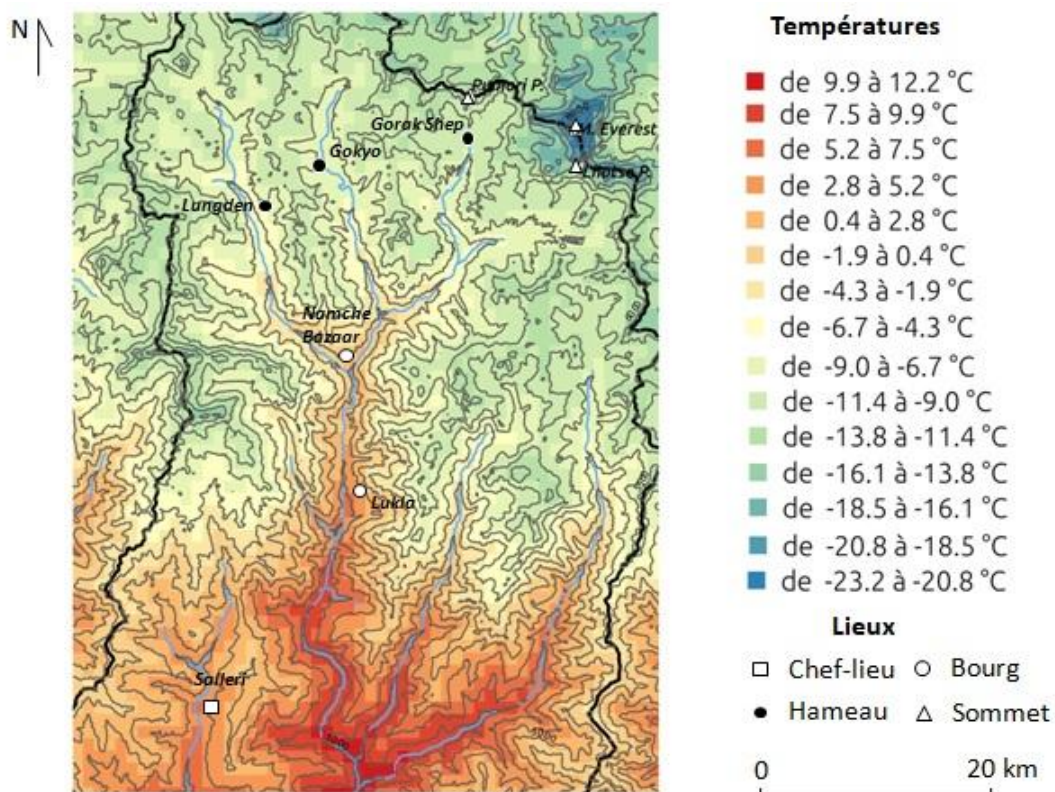 N
Températures
de 9.9 à 12.2 °C
de 7.5 à 9.9 °C
de 5.2 à 7.5 °C
de 2.8 à 5.2 °C
de 0.4 à 2.8 °C
de -1.9 à 0.4 °C
de -4.3 à -1.9 °C
de -6.7 à -4.3 °C
de -9.0 à -6.7 °C
de -11.4 à -9.0 °C
de -13.8 à -11.4 °C
de -16.1 à -13.8 °C
de -18.5 à -16.1 °C
de -20.8 à -18.5 °C
de -23.2 à -20.8 °C
Lieux
Chef-lieu
Bourg
Hameau
Sommet
0 20 km
Pumori P.
Gorak Shep
M. Everest
Gokyo
Lhotse P.
Lungden
Namche
Bazaar
Lukla
Salleri